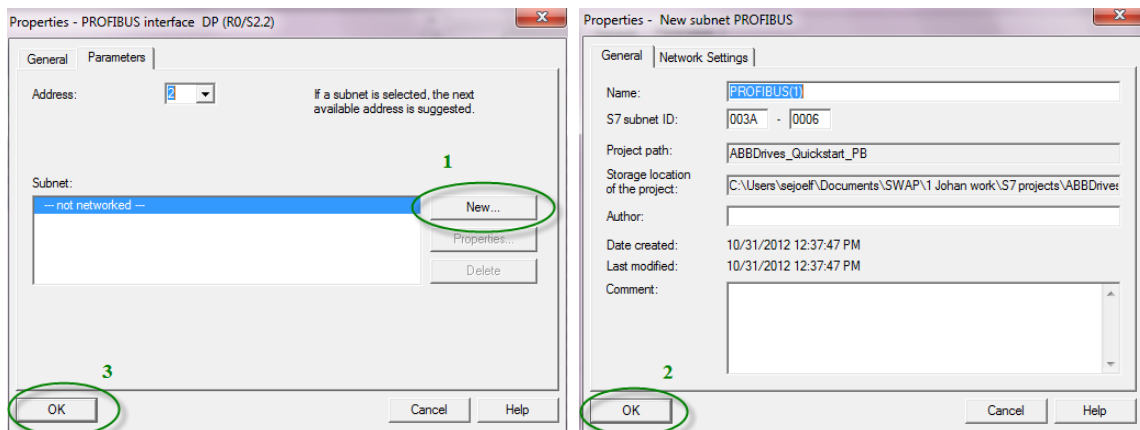 Properties - PROFIBUS interface DP (R0/S2.2)
General Parameters
Address: 2
If a subnet is selected, the next
available address is suggested.
1
Subnet:
--- not networked ---
New...
Properties...
Delete
3
OK Cancel Help
Properties - New subnet PROFIBUS
General Network Settings
Name: PROFIBUS(1)
S7 subnet ID: 003A - 0006
Project path: ABBDrives_Quickstart_PB
Storage location
of the project: C:\Users\sejoelf\Documents\SWAP\1 Johan work\S7 projects\ABBDrives
Author:
Date created: 10/31/2012 12:37:47 PM
Last modified: 10/31/2012 12:37:47 PM
Comment:
2
OK Cancel Help